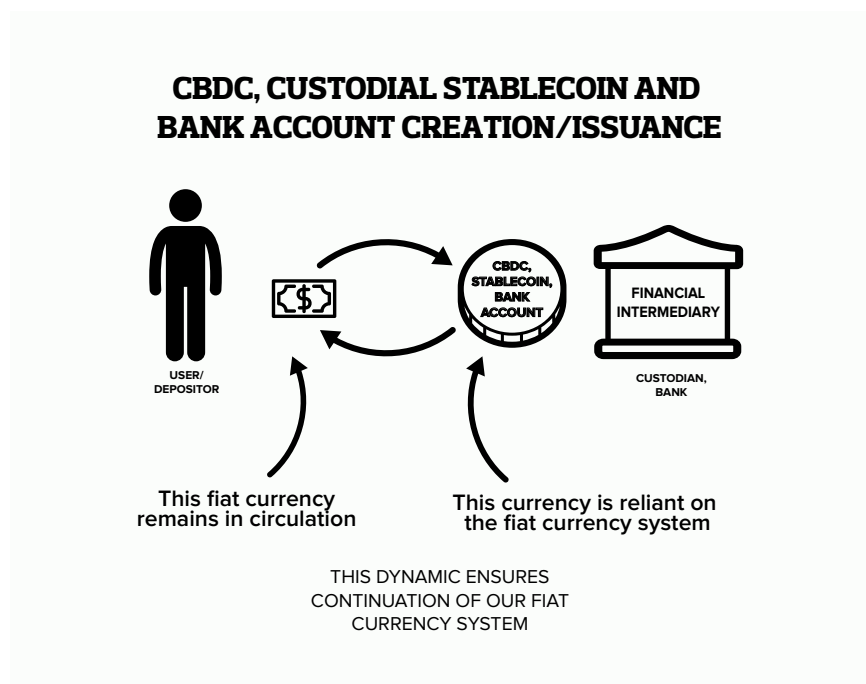 CBDC, CUSTODIAL STABLECOIN AND
BANK ACCOUNT CREATION/ISSUANCE
$
CBDC,
STABLECOIN,
BANK
ACCOUNT
FINANCIAL
INTERMEDIARY
USER/
DEPOSITOR
CUSTODIAN,
BANK
This fiat currency
remains in circulation
This currency is reliant on
the fiat currency system
THIS DYNAMIC ENSURES
CONTINUATION OF OUR FIAT
CURRENCY SYSTEM